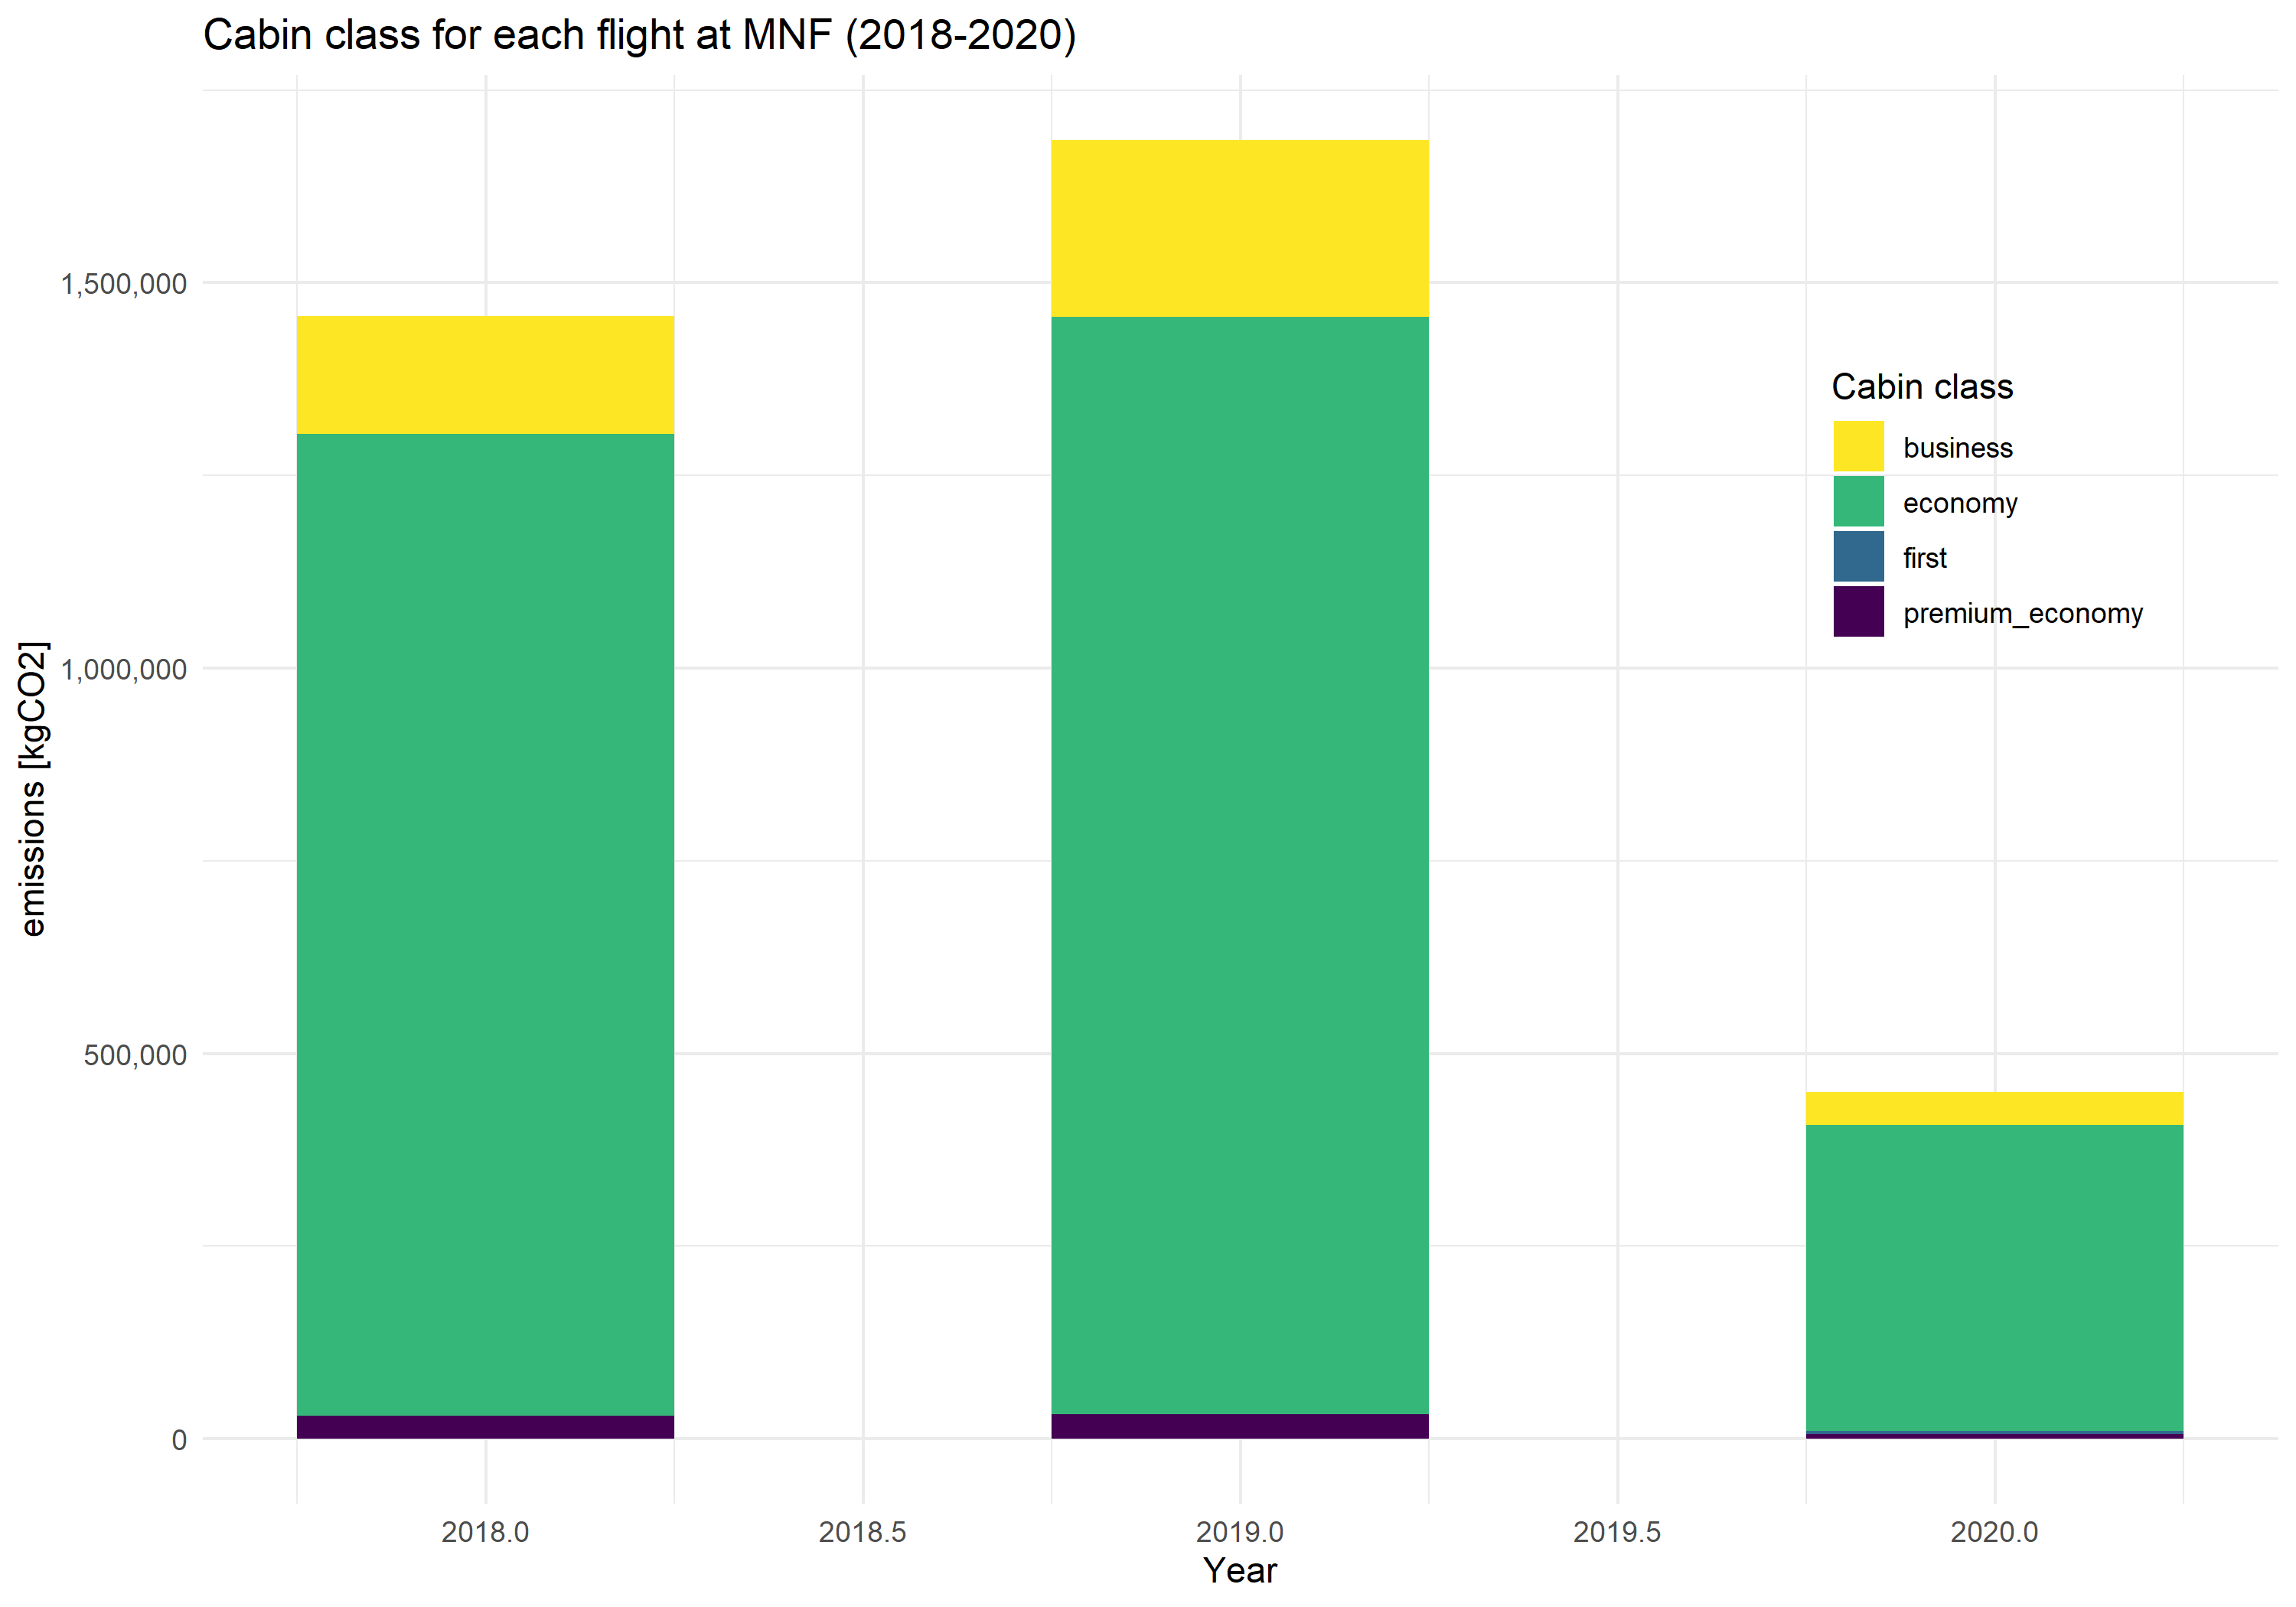 Cabin class for each flight at MNF (2018-2020)
emissions [kgCO2]
1,500,000
1,000,000
500,000
0
Cabin class
business
economy
first
premium_economy
2018.0
2018.5
2019.0
2019.5
2020.0
Year